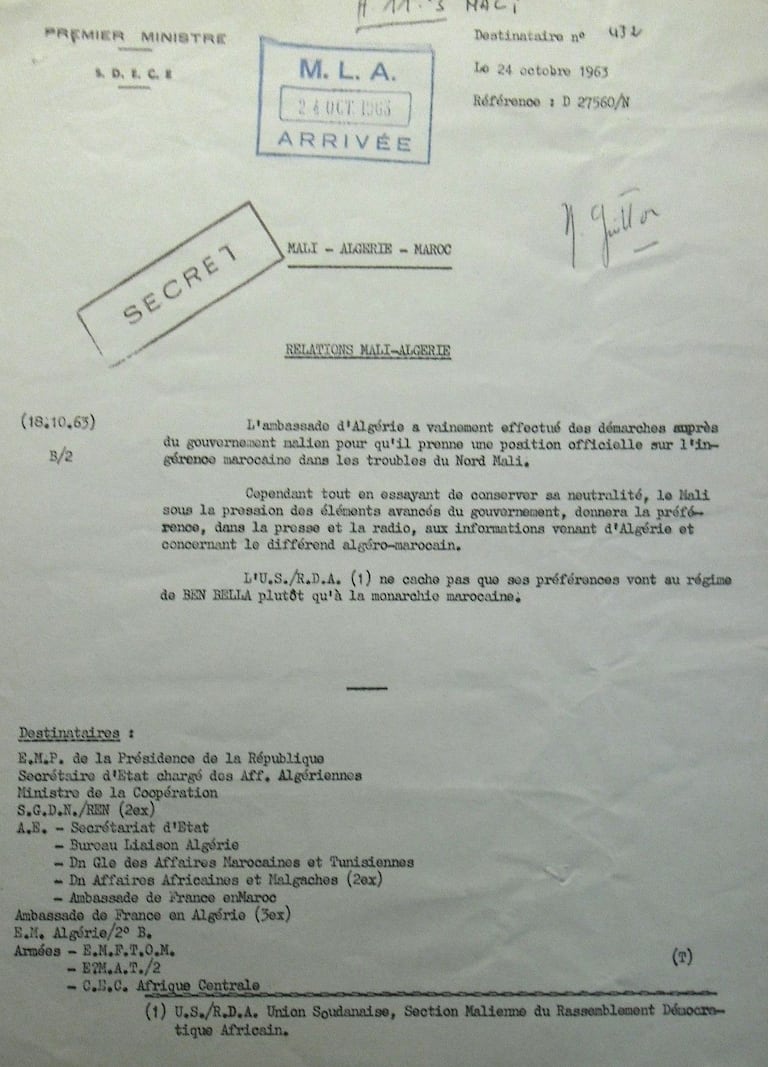 A 11.3 MALI
PREMIER MINISTRE
S. D. E. C. E
M. L. A.
24 OCT. 1963
ARRIVÉE
Destinataire n° 432
Le 24 octobre 1963
Référence : D 27560/N
SECRET
MALI - ALGERIE - MAROC
RELATIONS MALI-ALGERIE
(18.10.63)
B/2
L'ambassade d'Algérie a vainement effectué des démarches auprès
du gouvernement malien pour qu'il prenne une position officielle sur l'in-
gérence marocaine dans les troubles du Nord Mali.
Cependant tout en essayant de conserver sa neutralité, le Mali
sous la pression des éléments avancés du gouvernement, donnera la préfé-
rence, dans la presse et la radio, aux informations venant d'Algérie et
concernant le différend algéro-marocain.
L'U.S./R.D.A. (1) ne cache pas que ses préférences vont au régime
de BEN BELLA plutôt qu'à la monarchie marocaine.
Destinataires :
E.M.P. de la Présidence de la République
Secrétaire d'Etat chargé des Aff. Algériennes
Ministre de la Coopération
S.G.D.N./REN (2ex)
A.E. - Secrétariat d'Etat
- Bureau Liaison Algérie
- Dn Gle des Affaires Marocaines et Tunisiennes
- Dn Affaires Africaines et Malgaches (2ex)
- Ambassade de France enMaroc
Ambassade de France en Algérie (3ex)
E.M. Algérie/2° B.
Armées - E.M.F.T.O.M.
- E?M.A.T./2
- C.E.C. Afrique Centrale
(T)
(1) U.S./R.D.A. Union Soudanaise, Section Malienne du Rassemblement Démocra-
tique Africain.